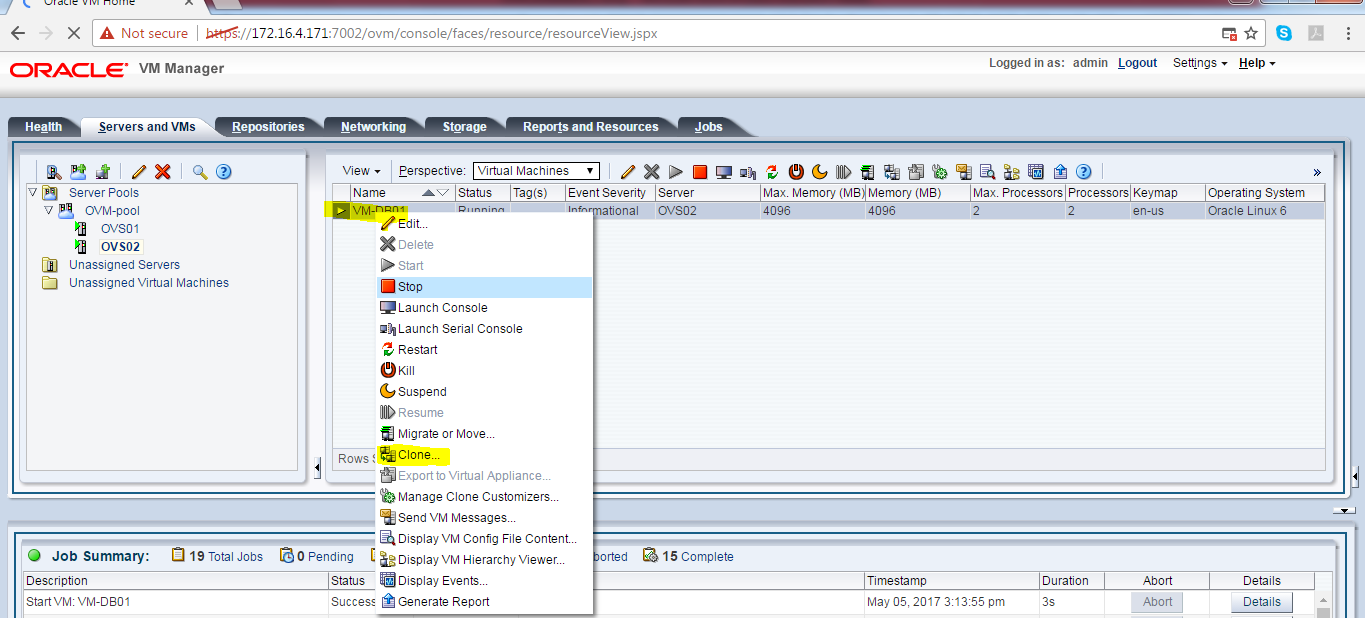 Oracle VM Home
Not secure https://172.16.4.171:7002/ovm/console/faces/resource/resourceView.jspx
ORACLE VM Manager
Logged in as: admin Logout Settings Help
Health Servers and VMs Repositories Networking Storage Reports and Resources Jobs
View Perspective: Virtual Machines »
Name Status Tag(s) Event Severity Server Max. Memory (MB) Memory (MB) Max. Processors Processors Keymap Operating System
VM-DB01 Running Informational OVS02 4096 4096 2 2 en-us Oracle Linux 6
Server Pools
OVM-pool
OVS01
OVS02
Unassigned Servers
Unassigned Virtual Machines
Edit...
Delete
Start
Stop
Launch Console
Launch Serial Console
Restart
Kill
Suspend
Resume
Migrate or Move...
Clone...
Export to Virtual Appliance...
Manage Clone Customizers...
Send VM Messages...
Display VM Config File Content...
Display VM Hierarchy Viewer...
Display Events...
Generate Report
Rows
Job Summary: 19 Total Jobs 0 Pending 15 Complete
Description Status Timestamp Duration Abort Details
Start VM: VM-DB01 Success May 05, 2017 3:13:55 pm 3s Abort Details